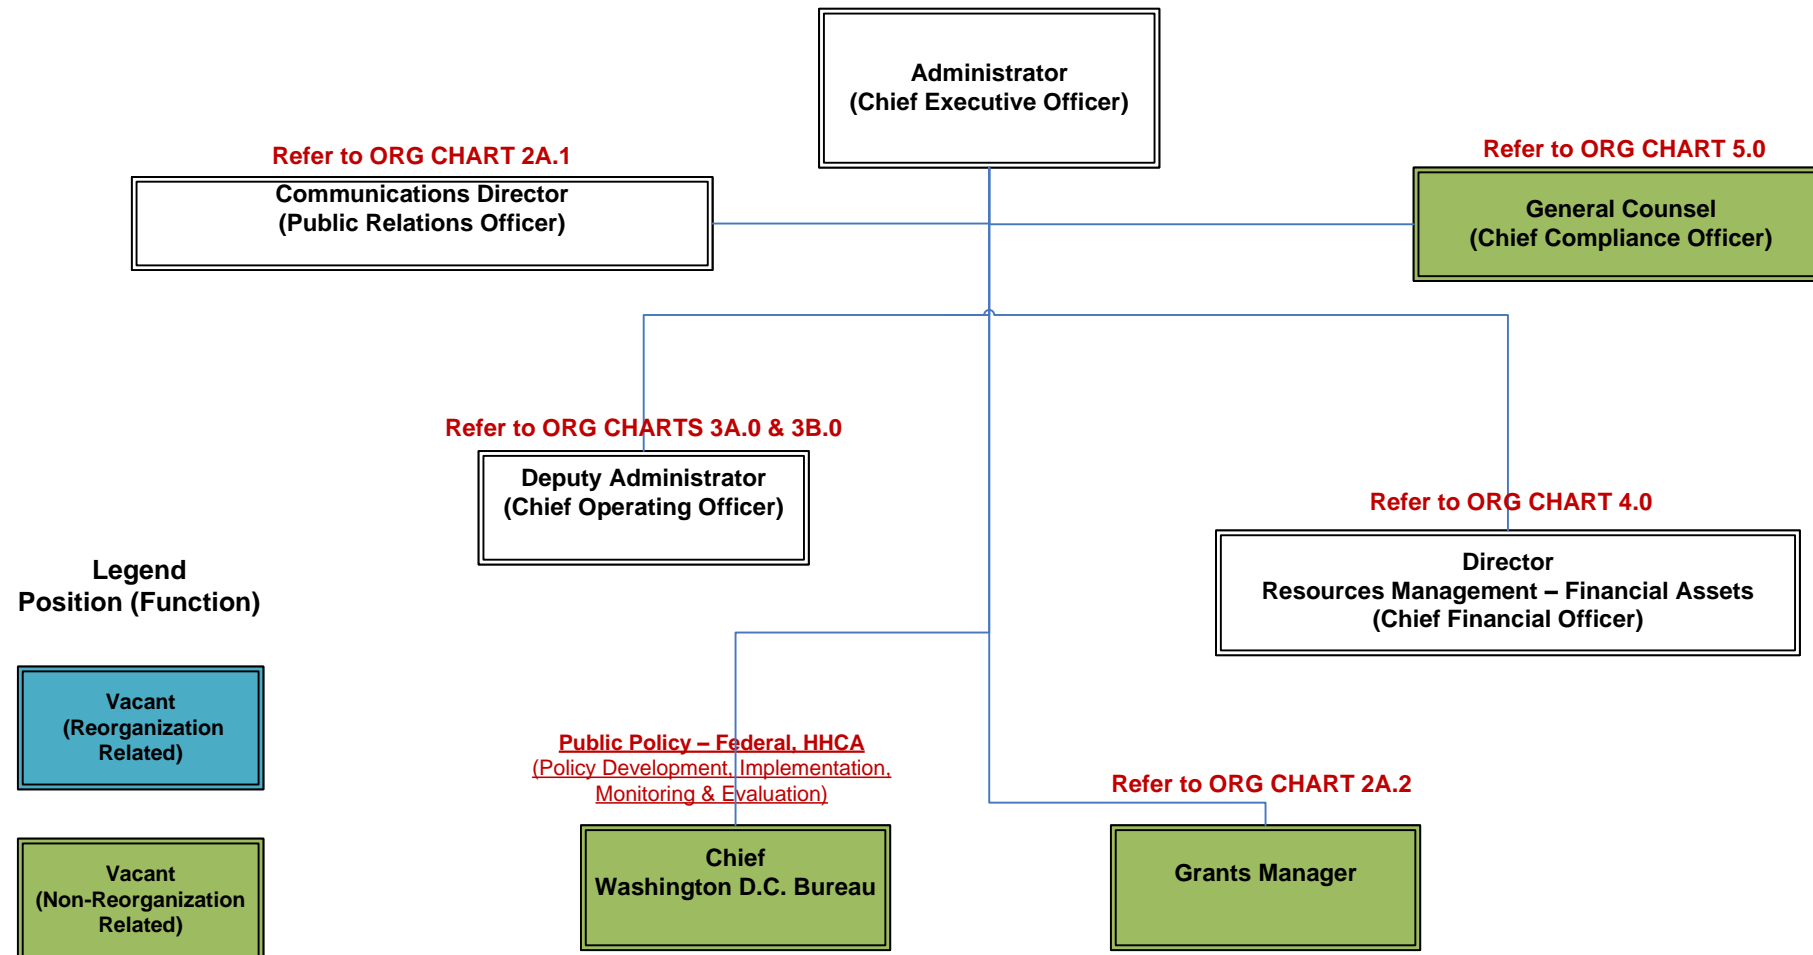 Administrator
(Chief Executive Officer)
Refer to ORG CHART 2A.1
Communications Director
(Public Relations Officer)
Refer to ORG CHART 5.0
General Counsel
(Chief Compliance Officer)
Refer to ORG CHARTS 3A.0 & 3B.0
Deputy Administrator
(Chief Operating Officer)
Refer to ORG CHART 4.0
Director
Resources Management – Financial Assets
(Chief Financial Officer)
Legend
Position (Function)
Vacant
(Reorganization
Related)
Vacant
(Non-Reorganization
Related)
Public Policy – Federal, HHCA
(Policy Development, Implementation,
Monitoring & Evaluation)
Chief
Washington D.C. Bureau
Refer to ORG CHART 2A.2
Grants Manager